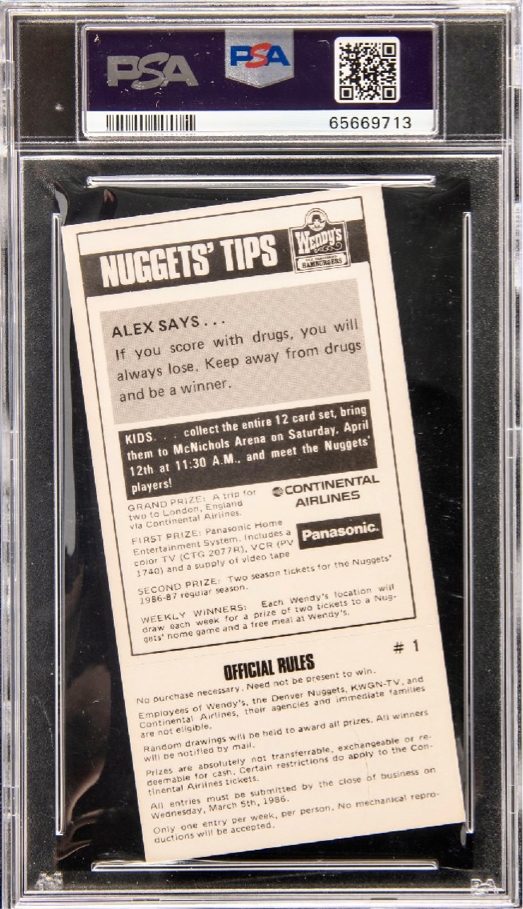 PSA
PSA
65669713
NUGGETS' TIPS
WENDY'S
HAMBURGERS
ALEX SAYS . . .
If you score with drugs, you will
always lose. Keep away from drugs
and be a winner.
KIDS. . . collect the entire 12 card set, bring
them to McNichols Arena on Saturday, April
12th at 11:30 A.M., and meet the Nuggets'
players!
GRAND PRIZE: A trip for
two to London, England
via Continental Airlines.
CONTINENTAL
AIRLINES
FIRST PRIZE: Panasonic Home
Entertainment System. Includes a
color TV (CTG 2077R), VCR (PV
1740) and a supply of video tape
Panasonic.
SECOND PRIZE: Two season tickets for the Nuggets'
1986-87 regular season.
WEEKLY WINNERS: Each Wendy's location will
draw each week for a prize of two tickets to a Nug-
gets' home game and a free meal at Wendy's.
# 1
OFFICIAL RULES
No purchase necessary. Need not be present to win.
Employees of Wendy's, the Denver Nuggets, KWGN-TV, and
Continental Airlines, their agencies and immediate families
are not eligible.
Random drawings will be held to award all prizes. All winners
will be notified by mail.
Prizes are absolutely not transferable, exchangeable or re-
deemable for cash. Certain restrictions do apply to the Con-
tinental Airlines tickets.
All entries must be submitted by the close of business on
Wednesday, March 5th, 1986.
Only one entry per week, per person. No mechanical repro-
ductions will be accepted.